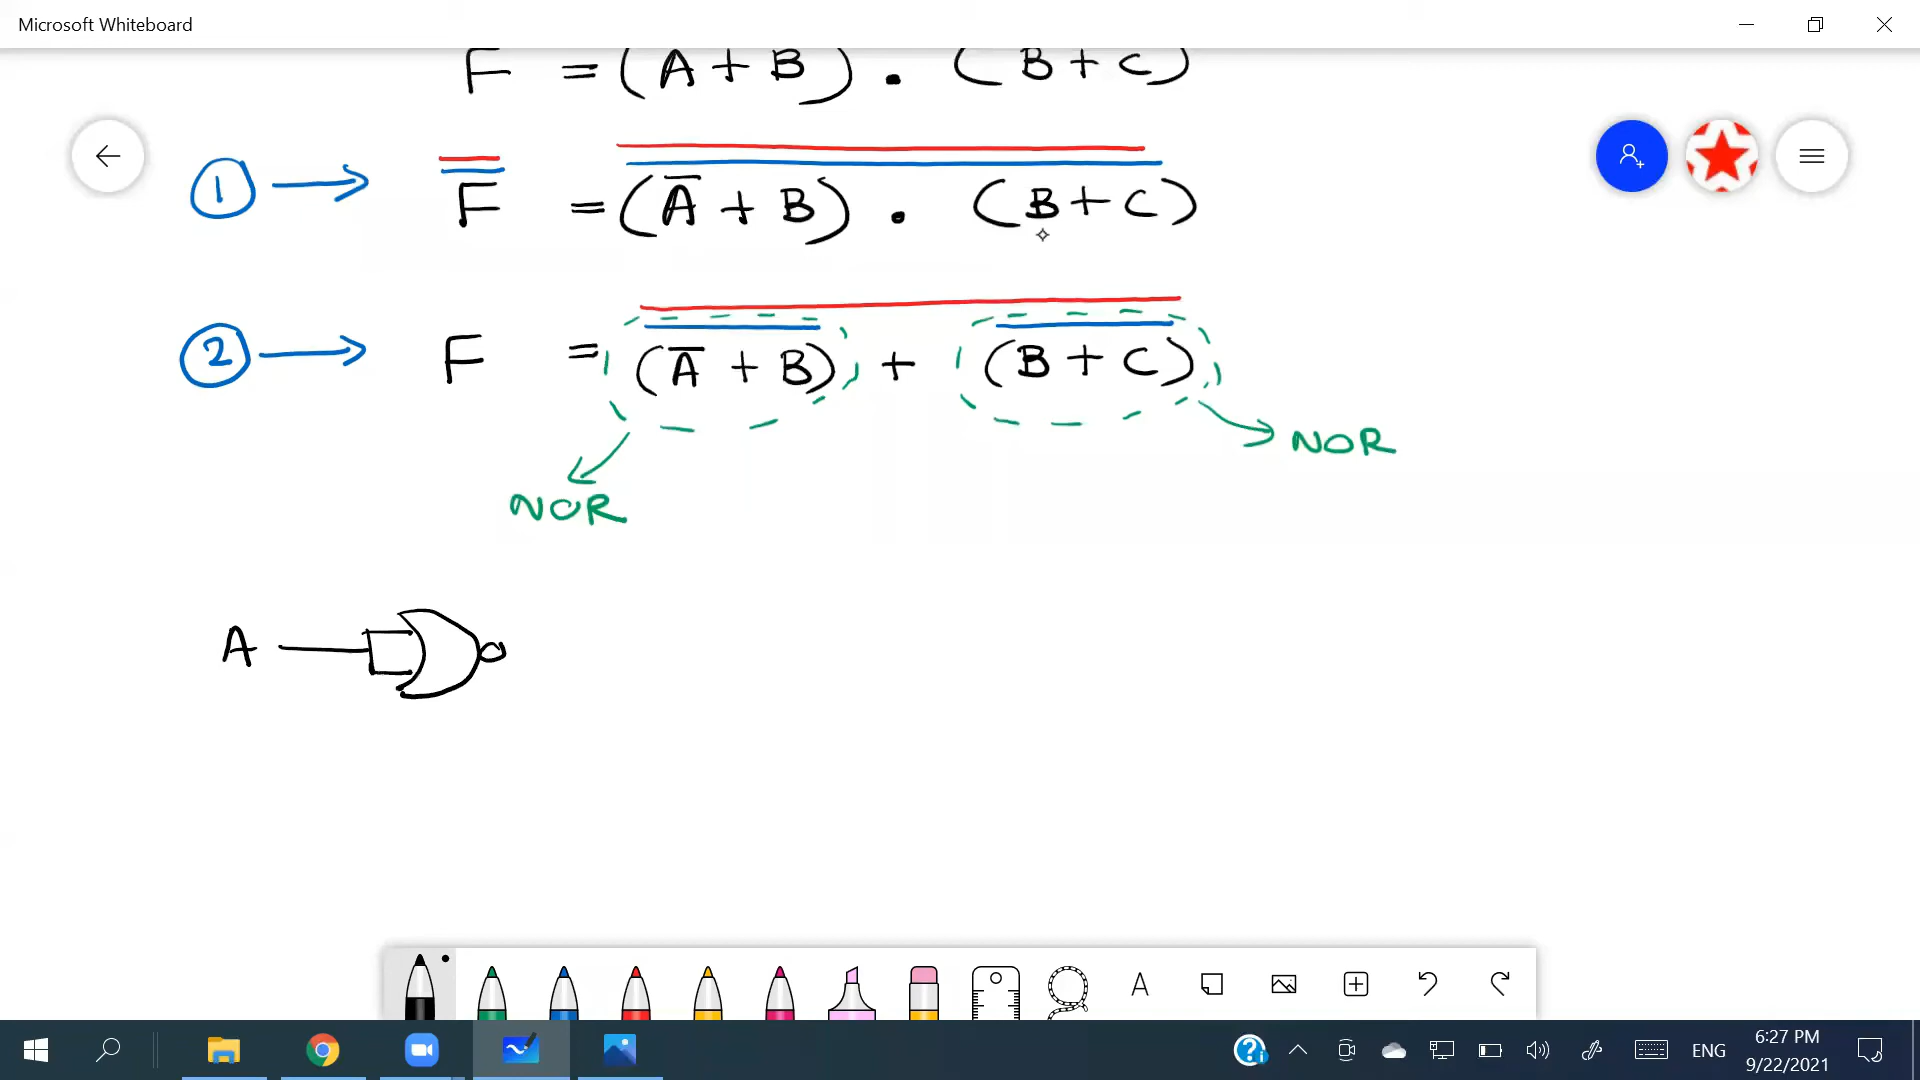 Microsoft Whiteboard
F = (A + B) . (B + C)
① → F̿ = (A̅ + B) . (B + C)
② → F = (A̅ + B) + (B + C)
NOR
NOR
A
A
ENG
6:27 PM
9/22/2021